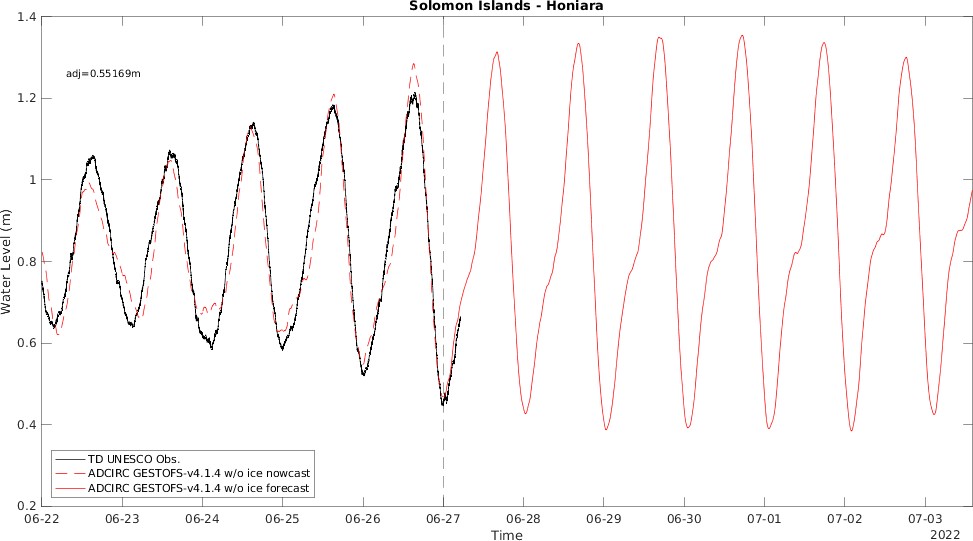 Solomon Islands - Honiara
1.4
adj=0.55169m
1.2
1
0.8
0.6
0.4
0.2
Water Level (m)
TD UNESCO Obs.
ADCIRC GESTOFS-v4.1.4 w/o ice nowcast
ADCIRC GESTOFS-v4.1.4 w/o ice forecast
06-22 06-23 06-24 06-25 06-26 06-27 06-28 06-29 06-30 07-01 07-02 07-03
Time
2022